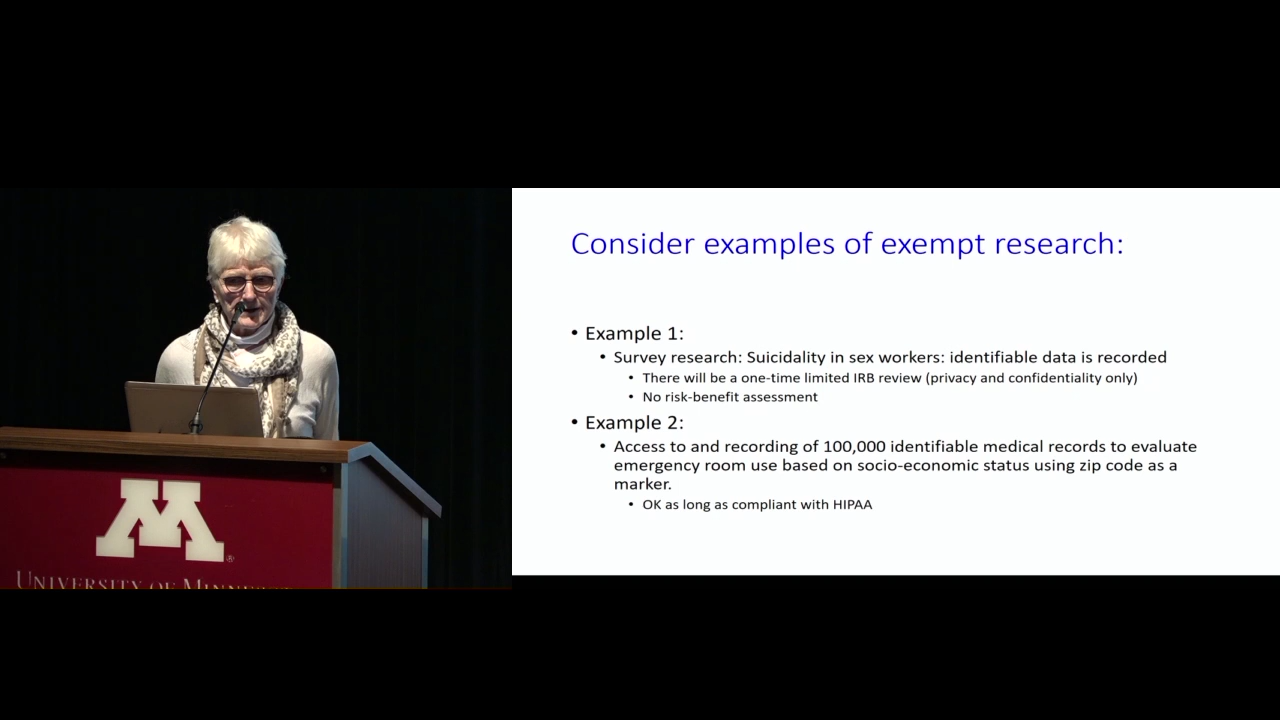 Consider examples of exempt research:
• Example 1:
• Survey research: Suicidality in sex workers: identifiable data is recorded
• There will be a one-time limited IRB review (privacy and confidentiality only)
• No risk-benefit assessment
• Example 2:
• Access to and recording of 100,000 identifiable medical records to evaluate
emergency room use based on socio-economic status using zip code as a
marker.
• OK as long as compliant with HIPAA
M®
UNIVERSITY OF